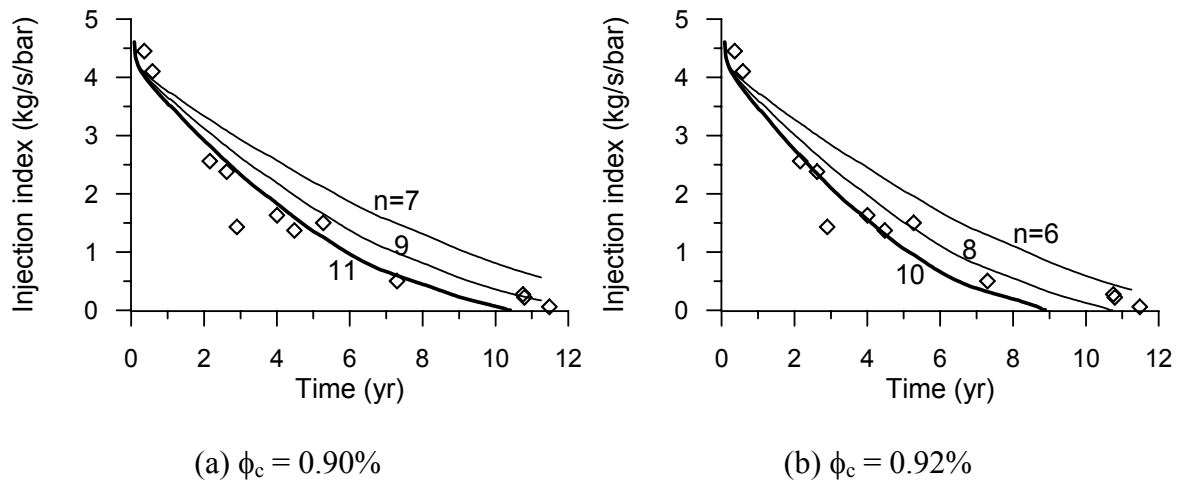 Injection index (kg/s/bar)
5
4
3
2
1
0
n=7
9
11
0 2 4 6 8 10 12
Time (yr)
(a) ϕc = 0.90%
Injection index (kg/s/bar)
5
4
3
2
1
0
n=6
8
10
0 2 4 6 8 10 12
Time (yr)
(b) ϕc = 0.92%